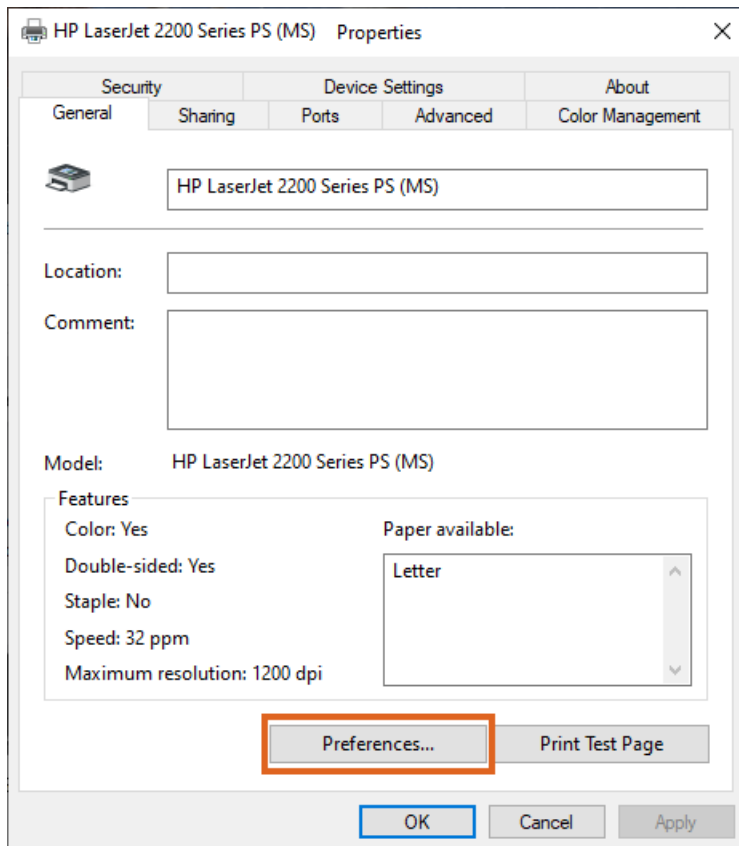 HP LaserJet 2200 Series PS (MS) Properties
Security Device Settings About
General Sharing Ports Advanced Color Management
HP LaserJet 2200 Series PS (MS)
Location:
Comment:
Model: HP LaserJet 2200 Series PS (MS)
Features
Color: Yes Paper available:
Double-sided: Yes Letter
Staple: No
Speed: 32 ppm
Maximum resolution: 1200 dpi
Preferences... Print Test Page
OK Cancel Apply